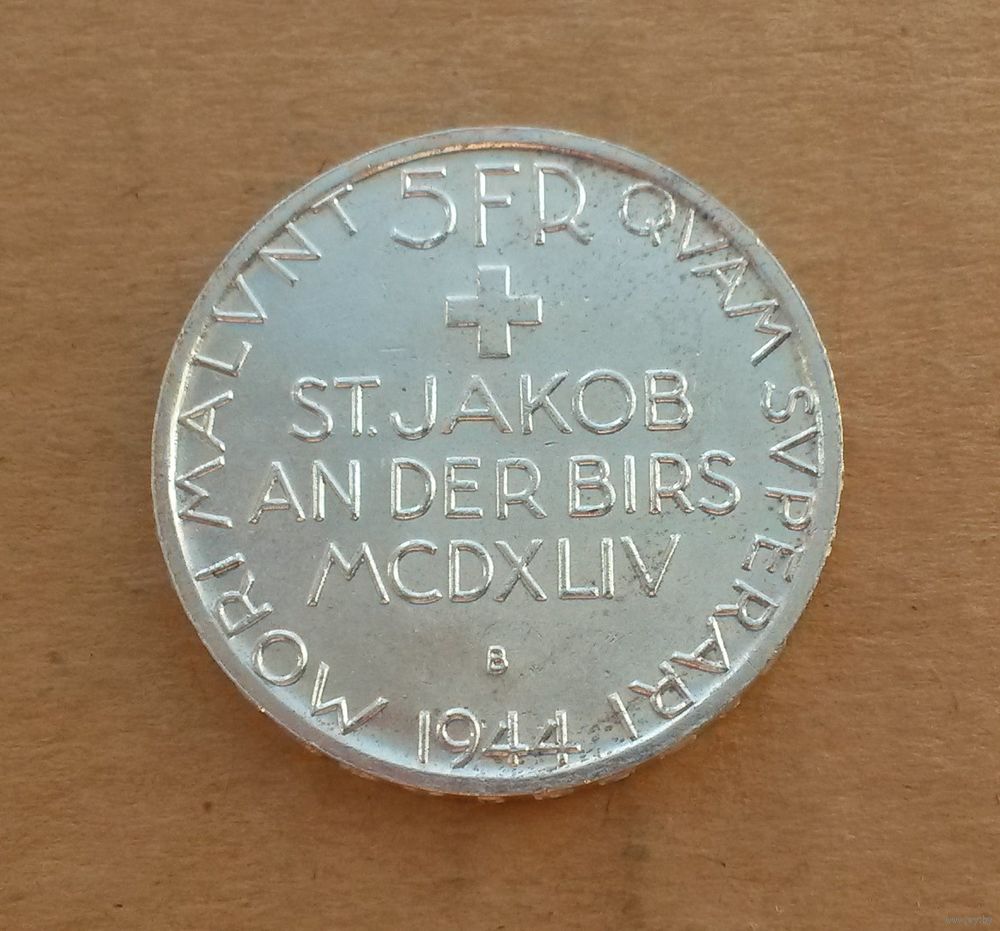 5FR
ST. JAKOB
AN DER BIRS
MCDXLIV
B
1944
MORI MALVNT QVAM SVPERARI